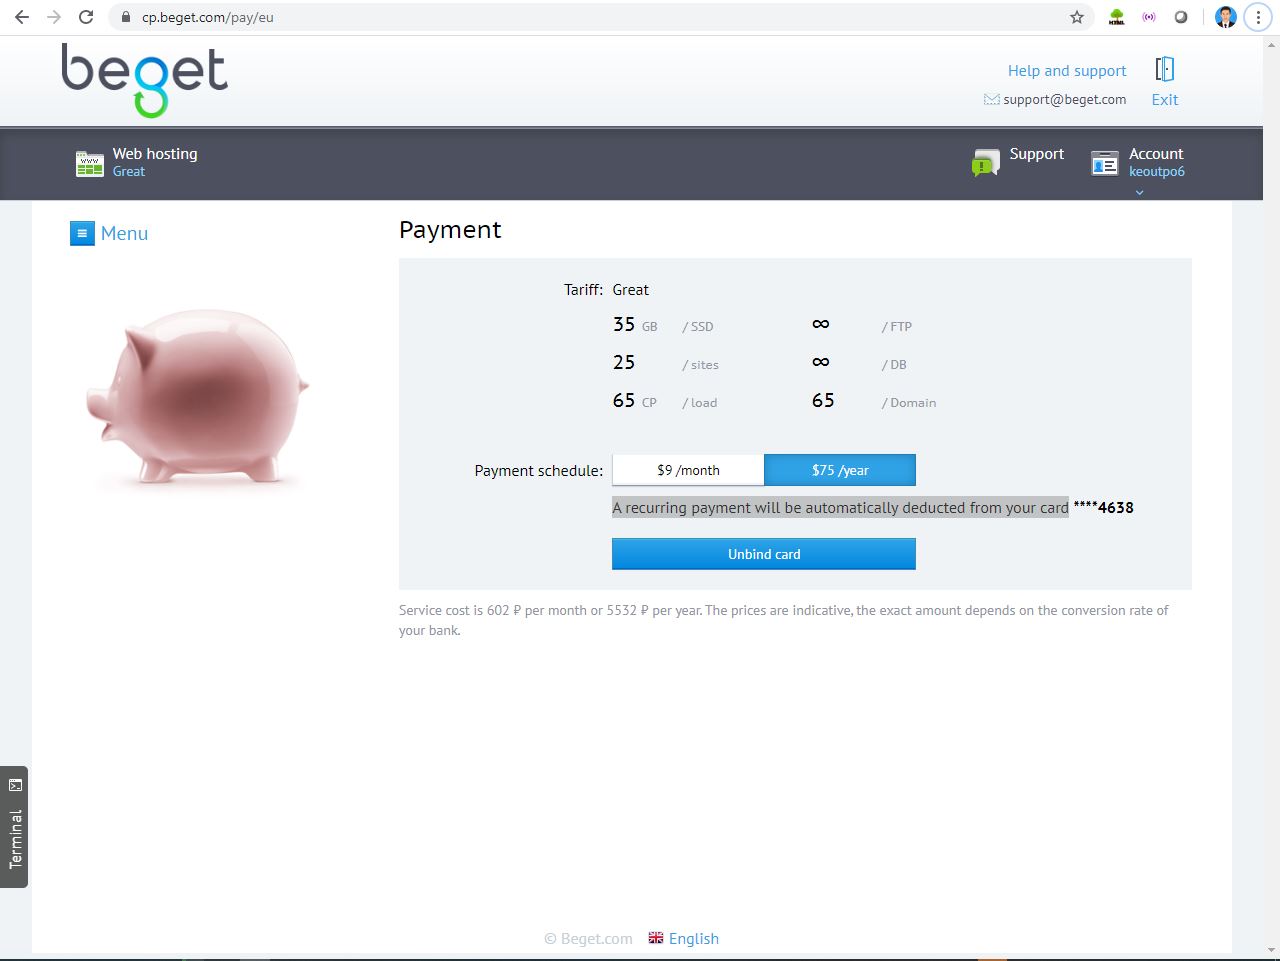 cp.beget.com/pay/eu
beget
Help and support
support@beget.com
Exit
Web hosting
Great
Support
Account
keoutpo6
Menu
Payment
Tariff: Great
35 GB / SSD ∞ / FTP
25 / sites ∞ / DB
65 CP / load 65 / Domain
Payment schedule: $9 /month $75 /year
A recurring payment will be automatically deducted from your card ****4638
Unbind card
Service cost is 602 ₽ per month or 5532 ₽ per year. The prices are indicative, the exact amount depends on the conversion rate of
your bank.
Terminal
© Beget.com English